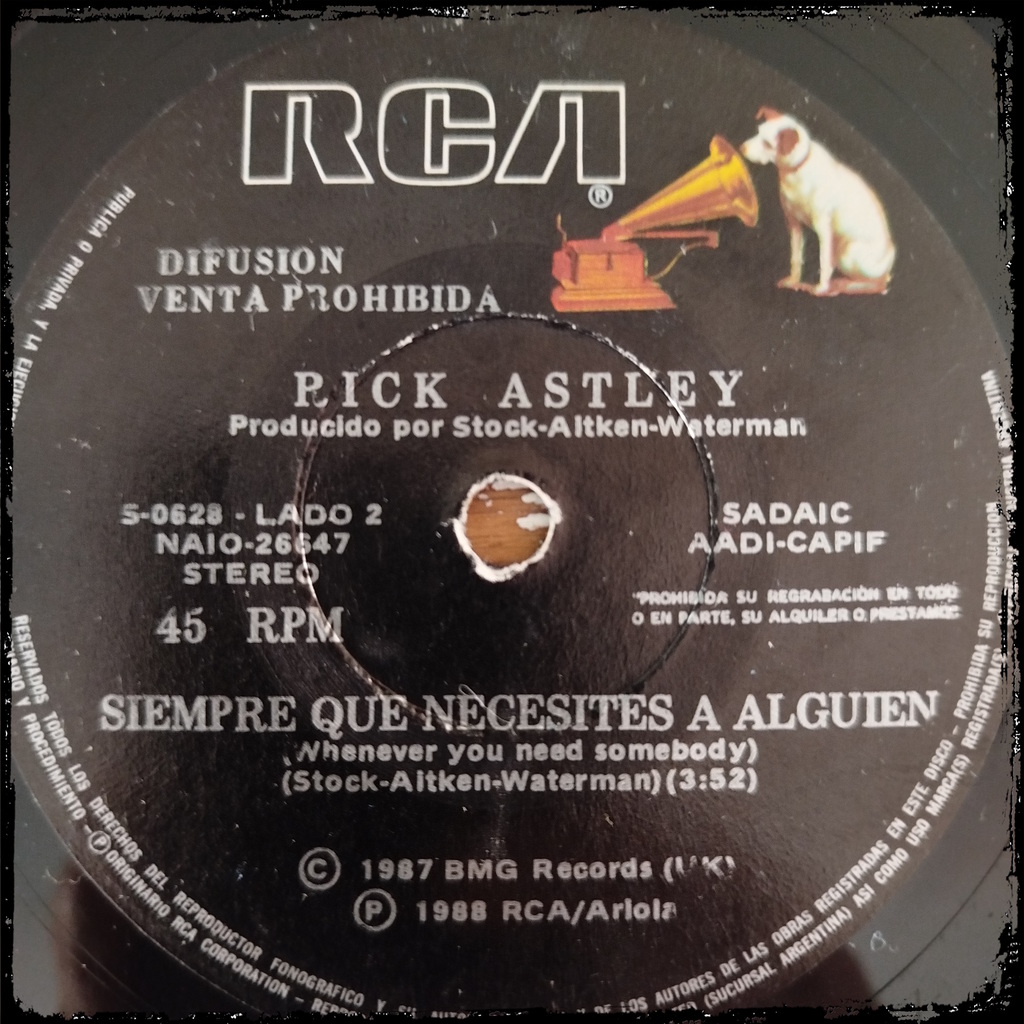 RCA®
DIFUSION
VENTA PROHIBIDA
RICK ASTLEY
Producido por Stock-Aitken-Waterman
S-0628 - LADO 2
NAIO-26647
STEREO
45 RPM
SADAIC
AADI-CAPIF
"PROHIBIDA SU REGRABACIÓN EN TODO
O EN PARTE, SU ALQUILER O PRESTAMO"
SIEMPRE QUE NECESITES A ALGUIEN
(Whenever you need somebody)
(Stock-Aitken-Waterman) (3:52)
© 1987 BMG Records (UK)
Ⓟ 1988 RCA/Ariola
RESERVADOS TODOS LOS DERECHOS DEL REPRODUCTOR FONOGRAFICO Y
DE LOS AUTORES DE LAS OBRAS REGISTRADAS EN ESTE DISCO - PROHIBIDA SU REPRODUCCION
PUBLICA O PRIVADA, Y LA
Y PROCEDIMIENTO - Ⓟ ORIGINARIO RCA CORPORATION -
(SUCURSAL ARGENTINA) ASI COMO USO MARCA(S) REGISTRADA(S)